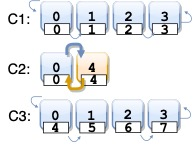 C1: 0 1 2 3
0 1 2 3
C2: 0 4
0 4
C3: 0 1 2 3
4 5 6 7